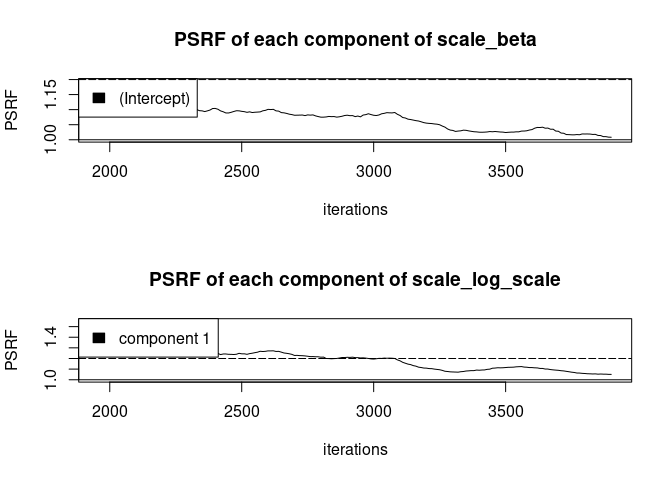 PSRF of each component of scale_beta
PSRF
1.15
1.00
(Intercept)
2000 2500 3000 3500
iterations
PSRF of each component of scale_log_scale
PSRF
1.4
1.0
component 1
2000 2500 3000 3500
iterations